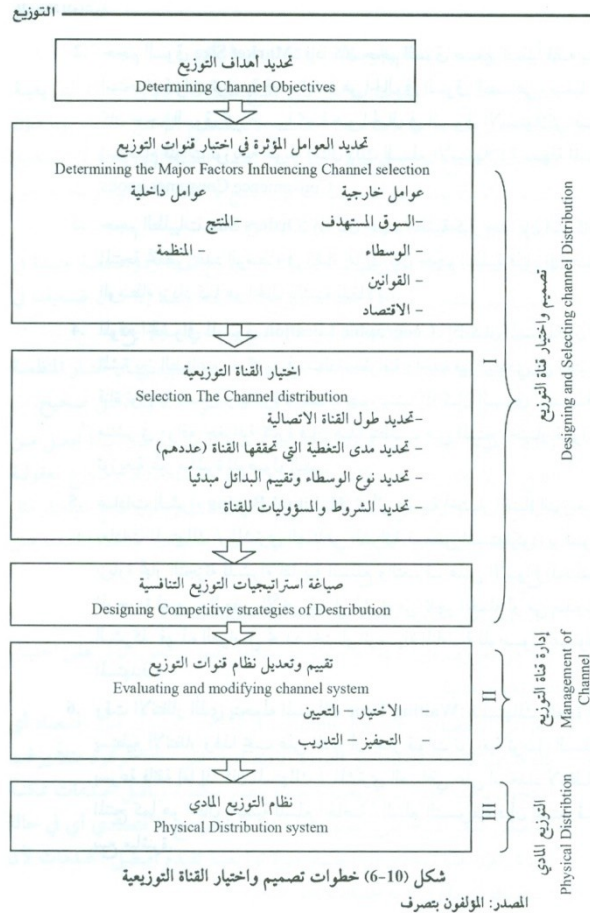 التوزيع
تحديد أهداف التوزيع
Determining Channel Objectives
تحديد العوامل المؤثرة في اختيار قنوات التوزيع
Determining the Major Factors Influencing Channel selection
عوامل خارجية عوامل داخلية
-السوق المستهدف -المنتج
- الوسطاء - المنظمة
- القوانين
- الاقتصاد
اختيار القناة التوزيعية
Selection The Channel distribution
- تحديد طول القناة الاتصالية
- تحديد مدى التغطية التي تحققها القناة (عددهم)
- تحديد نوع الوسطاء وتقييم البدائل مبدئياً
- تحديد الشروط والمسؤوليات للقناة
صياغة استراتيجيات التوزيع التنافسية
Designing Competitive strategies of Destribution
I
تصميم واختيار قناة التوزيع
Designing and Selecting channel Distribution
تقييم وتعديل نظام قنوات التوزيع
Evaluating and modifying channel system
- الاختيار - التعيين
- التحفيز - التدريب
II
إدارة قناة التوزيع
Management of
Channel
نظام التوزيع المادي
Physical Distribution system
III
التوزيع المادي
Physical Distribtion
شكل (10-6) خطوات تصميم واختيار القناة التوزيعية
المصدر: المؤلفون بتصرف